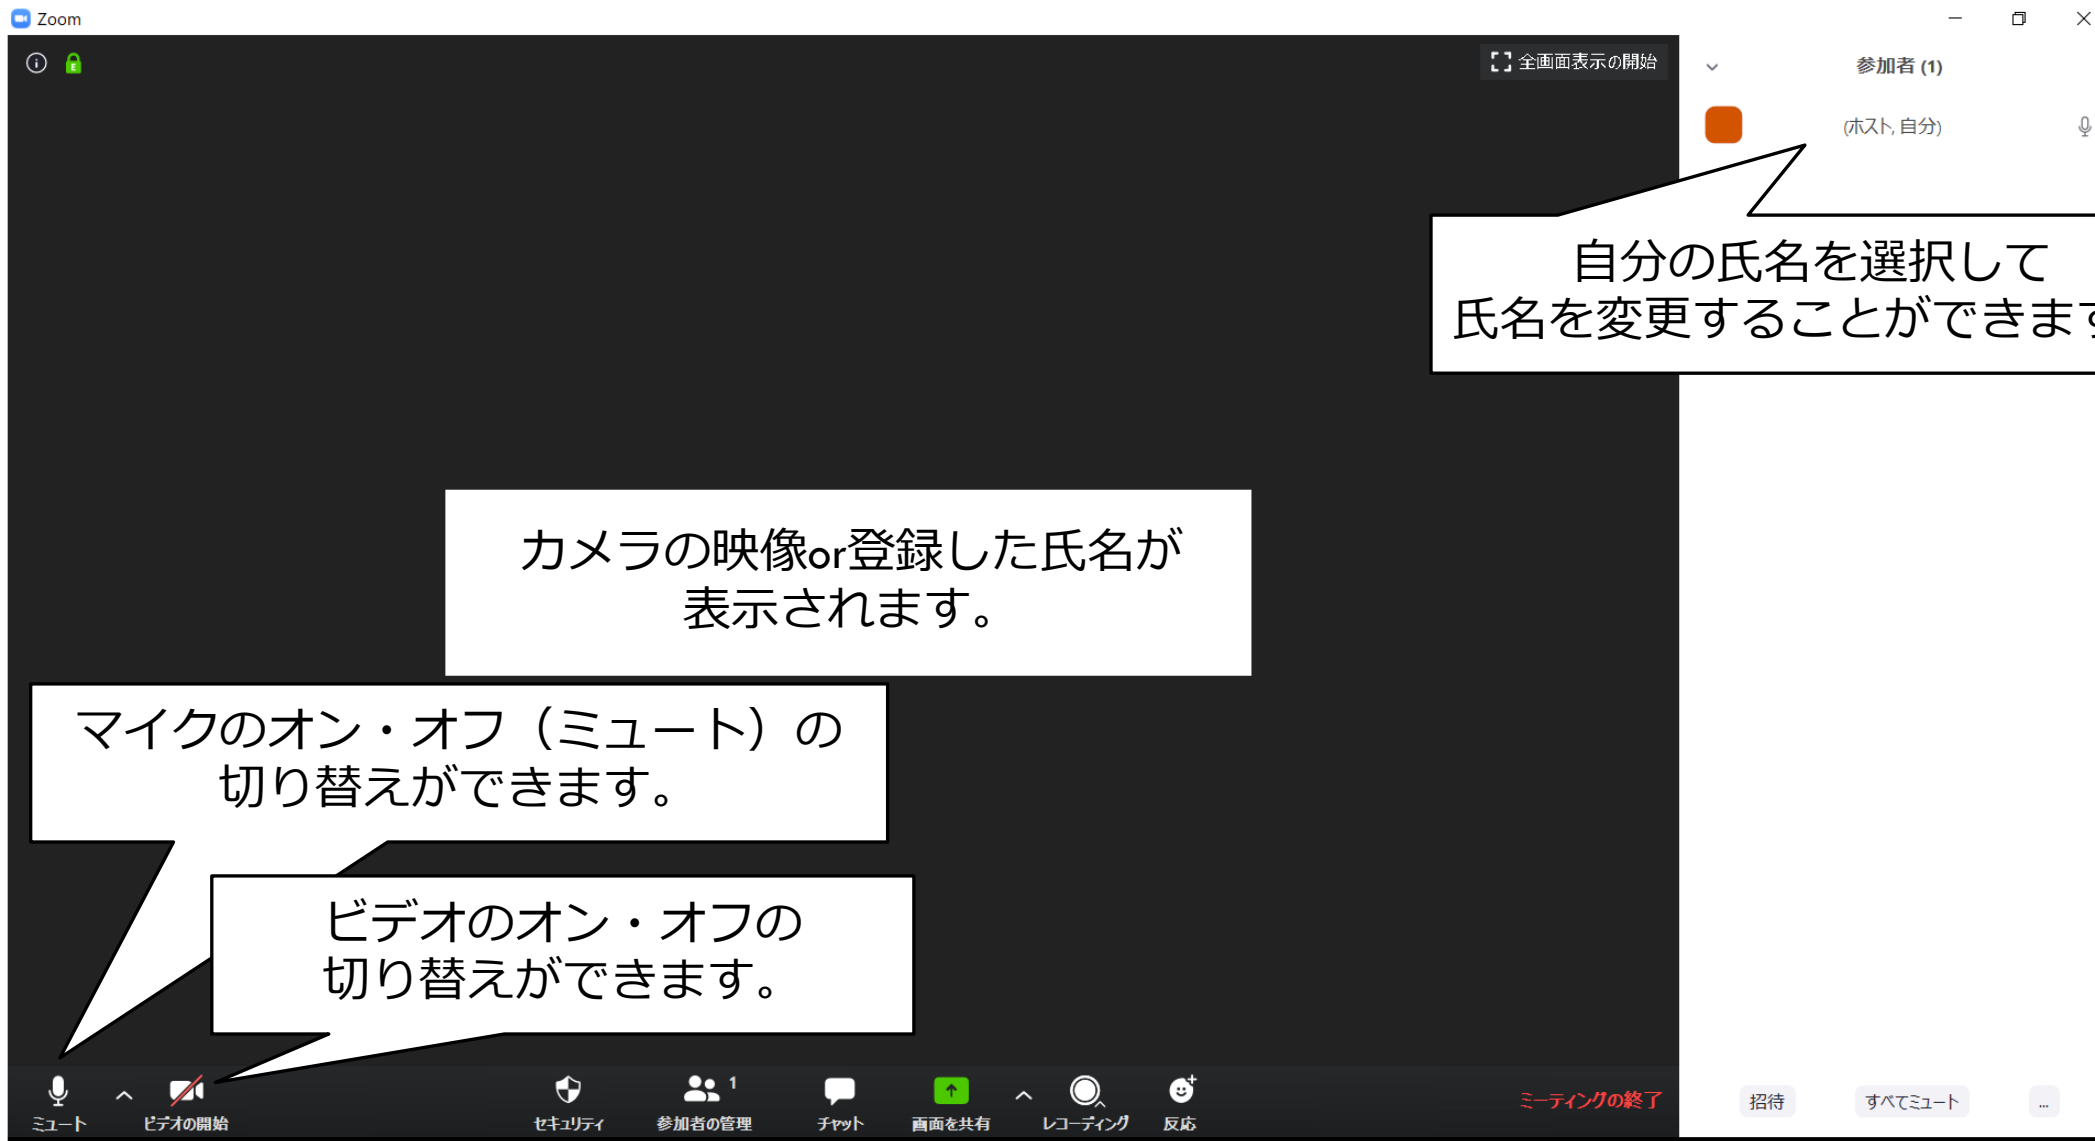 Zoom
全画面表示の開始
参加者 (1)
(ホスト, 自分)
自分の氏名を選択して
氏名を変更することができます
カメラの映像or登録した氏名が
表示されます。
マイクのオン・オフ（ミュート）の
切り替えができます。
ビデオのオン・オフの
切り替えができます。
ミュート
ビデオの開始
セキュリティ
1
参加者の管理
チャット
画面を共有
レコーディング
反応
ミーティングの終了
招待
すべてミュート
...